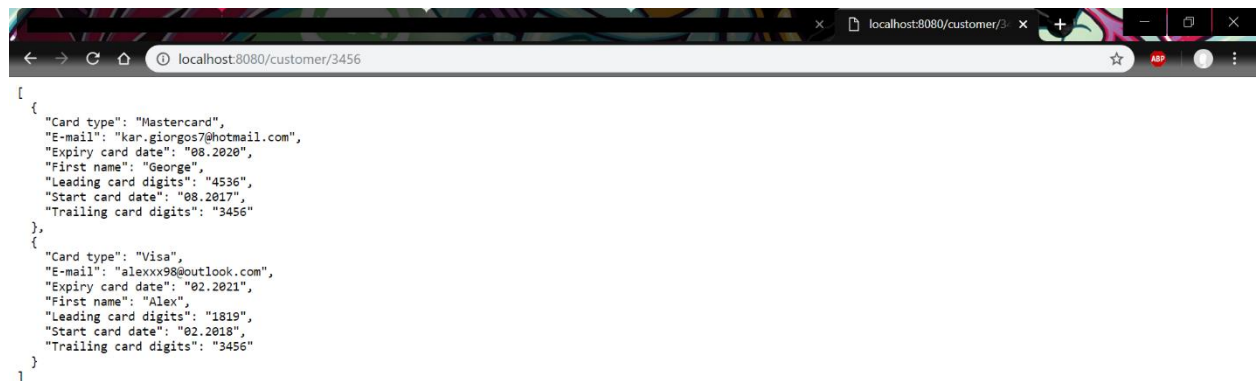 localhost:8080/customer/3
localhost:8080/customer/3456
ABP
[
{
"Card type": "Mastercard",
"E-mail": "kar.giorgos7@hotmail.com",
"Expiry card date": "08.2020",
"First name": "George",
"Leading card digits": "4536",
"Start card date": "08.2017",
"Trailing card digits": "3456"
},
{
"Card type": "Visa",
"E-mail": "alexxx98@outlook.com",
"Expiry card date": "02.2021",
"First name": "Alex",
"Leading card digits": "1819",
"Start card date": "02.2018",
"Trailing card digits": "3456"
}
]